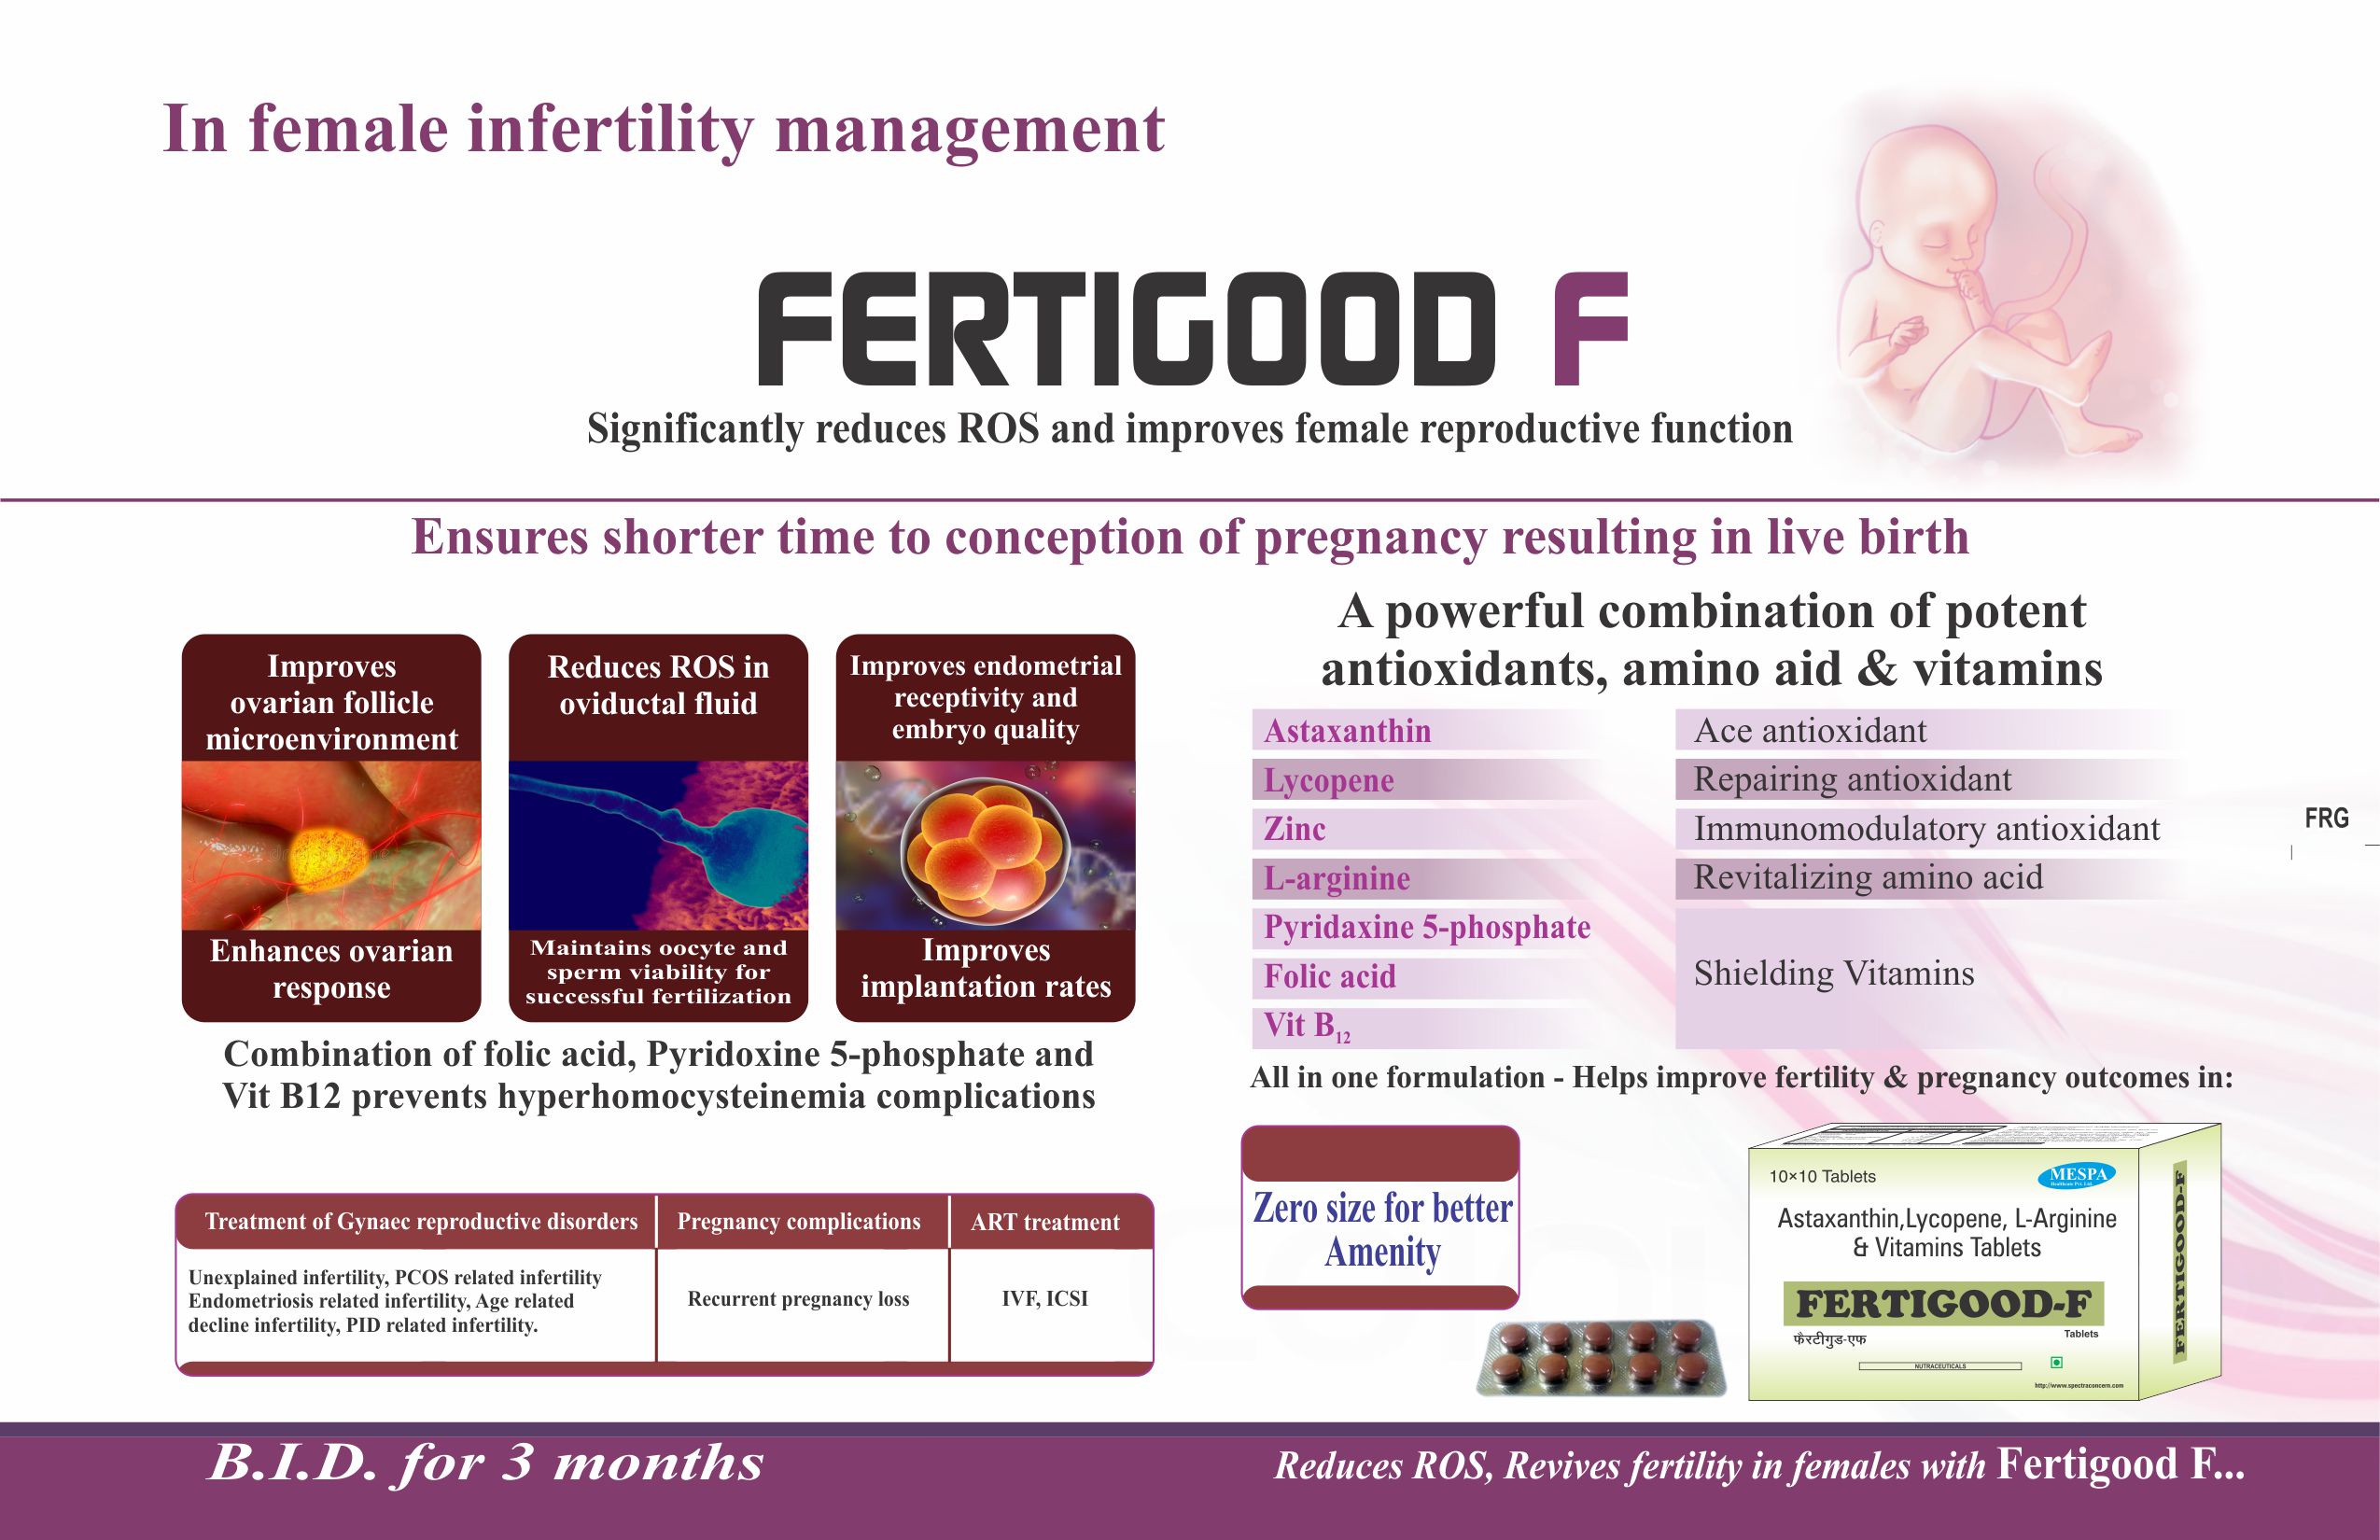 In female infertility management
FERTIGOOD F
Significantly reduces ROS and improves female reproductive function
Ensures shorter time to conception of pregnancy resulting in live birth
Improves
ovarian follicle
microenvironment
Enhances ovarian
response
Reduces ROS in
oviductal fluid
Maintains oocyte and
sperm viability for
successful fertilization
Improves endometrial
receptivity and
embryo quality
Improves
implantation rates
Combination of folic acid, Pyridoxine 5-phosphate and
Vit B12 prevents hyperhomocysteinemia complications
Treatment of Gynaec reproductive disorders
Pregnancy complications
ART treatment
Unexplained infertility, PCOS related infertility
Endometriosis related infertility, Age related
decline infertility, PID related infertility.
Recurrent pregnancy loss
IVF, ICSI
A powerful combination of potent
antioxidants, amino aid & vitamins
Astaxanthin Ace antioxidant
Lycopene Repairing antioxidant
Zinc Immunomodulatory antioxidant
L-arginine Revitalizing amino acid
Pyridaxine 5-phosphate
Folic acid Shielding Vitamins
Vit B12
FRG
All in one formulation - Helps improve fertility & pregnancy outcomes in:
Zero size for better
Amenity
10×10 Tablets
MESPA
Healthcare Pvt. Ltd.
Astaxanthin,Lycopene, L-Arginine
& Vitamins Tablets
FERTIGOOD-F
फैरटीगुड-एफ
Tablets
NUTRACEUTICALS
http://www.spectraconcern.com
FERTIGOOD-F
B.I.D. for 3 months
Reduces ROS, Revives fertility in females with Fertigood F...